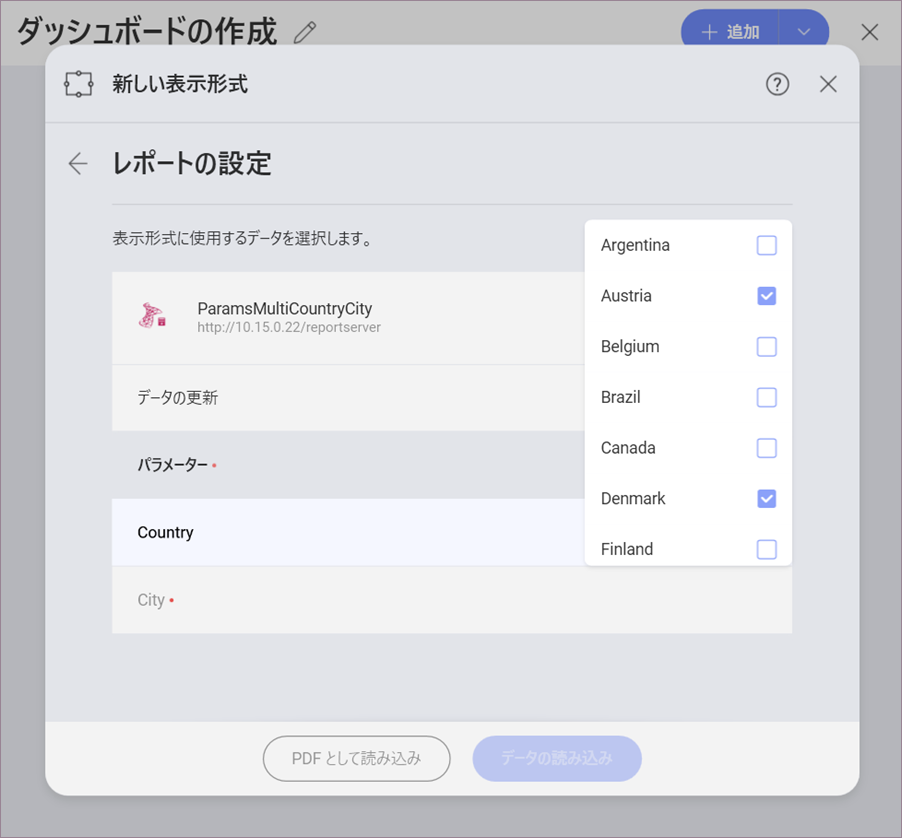 ダッシュボードの作成
追加
新しい表示形式
レポートの設定
表示形式に使用するデータを選択します。
ParamsMultiCountryCity
http://10.15.0.22/reportserver
データの更新
パラメーター •
Country
City •
Argentina
Austria
Belgium
Brazil
Canada
Denmark
Finland
PDF として読み込み
データの読み込み